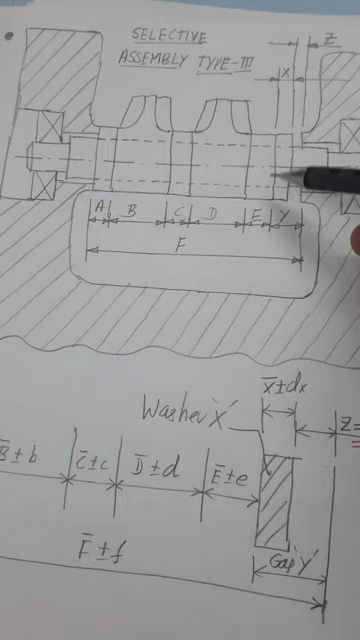 SELECTIVE
ASSEMBLY TYPE-III
Z
X
A B C D E Y
F
Washer 'X'
X̄±dx
Z=
B̄±b C̄±c D̄±d Ē±e
F̄±f
Gap 'Y'